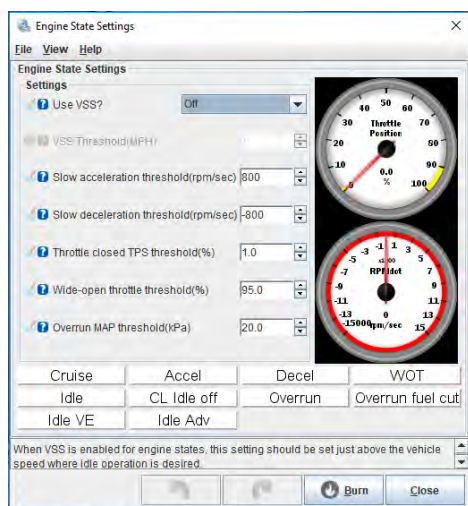 Engine State Settings
File View Help
Engine State Settings
Settings
Use VSS? Off
VSS Threshold(MPH)
Slow acceleration threshold(rpm/sec) 800
Slow deceleration threshold(rpm/sec) -800
Throttle closed TPS threshold(%) 1.0
Wide-open throttle threshold(%) 95.0
Overrun MAP threshold(kPa) 20.0
40 50 60
30 Throttle 70
Position
20 80
10 0.0 90
0 % 100
-1 1
-3 x1000 3
-5 5
-7 RPMdot 7
-9 9
-11 11
-13 0 13
-15000 rpm/sec 15
Cruise Accel Decel WOT
Idle CL Idle off Overrun Overrun fuel cut
Idle VE Idle Adv
When VSS is enabled for engine states, this setting should be set just above the vehicle
speed where idle operation is desired.
Burn Close